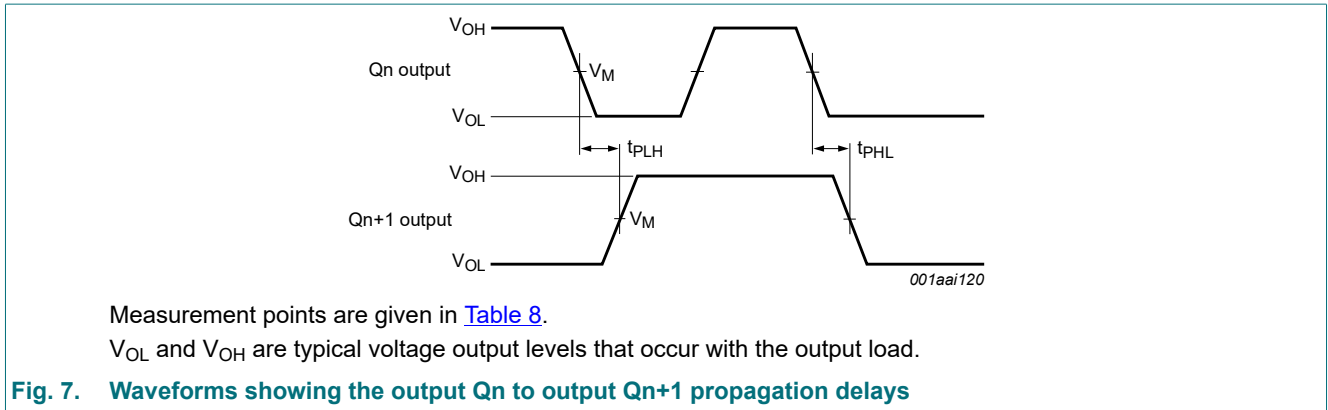 VOH
Qn output
VM
VOL
tPLH
tPHL
VOH
Qn+1 output
VM
VOL
001aai120
Measurement points are given in Table 8.
VOL and VOH are typical voltage output levels that occur with the output load.
Fig. 7. Waveforms showing the output Qn to output Qn+1 propagation delays